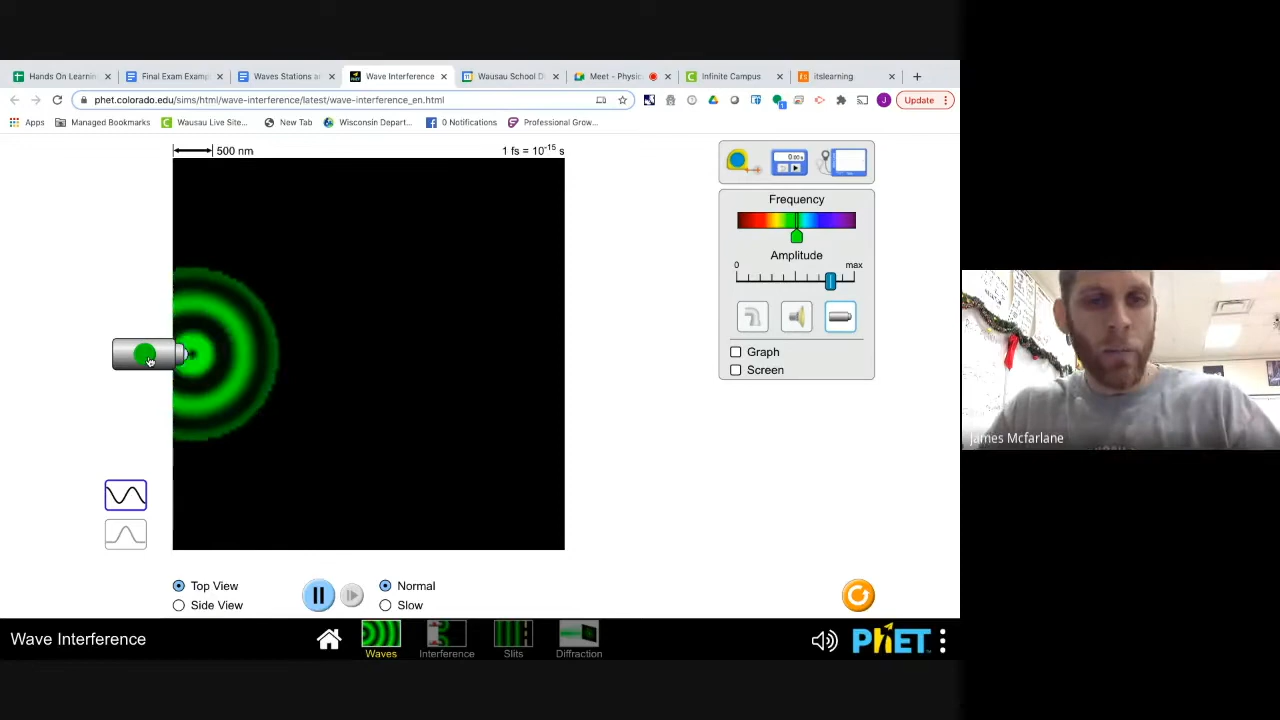 Hands On Learnin
Final Exam Examp
Waves Stations an
Wave Interference
Wausau School Di
Meet – Physic
Infinite Campus
itslearning
phet.colorado.edu/sims/html/wave-interference/latest/wave-interference_en.html
J
Update
Apps
Managed Bookmarks
Wausau Live Site...
New Tab
Wisconsin Depart...
0 Notifications
Professional Grow...
500 nm
1 fs = 10⁻¹⁵ s
Frequency
Amplitude
0
max
Graph
Screen
James Mcfarlane
Top View
Side View
Normal
Slow
Wave Interference
Waves
Interference
Slits
Diffraction
PhET